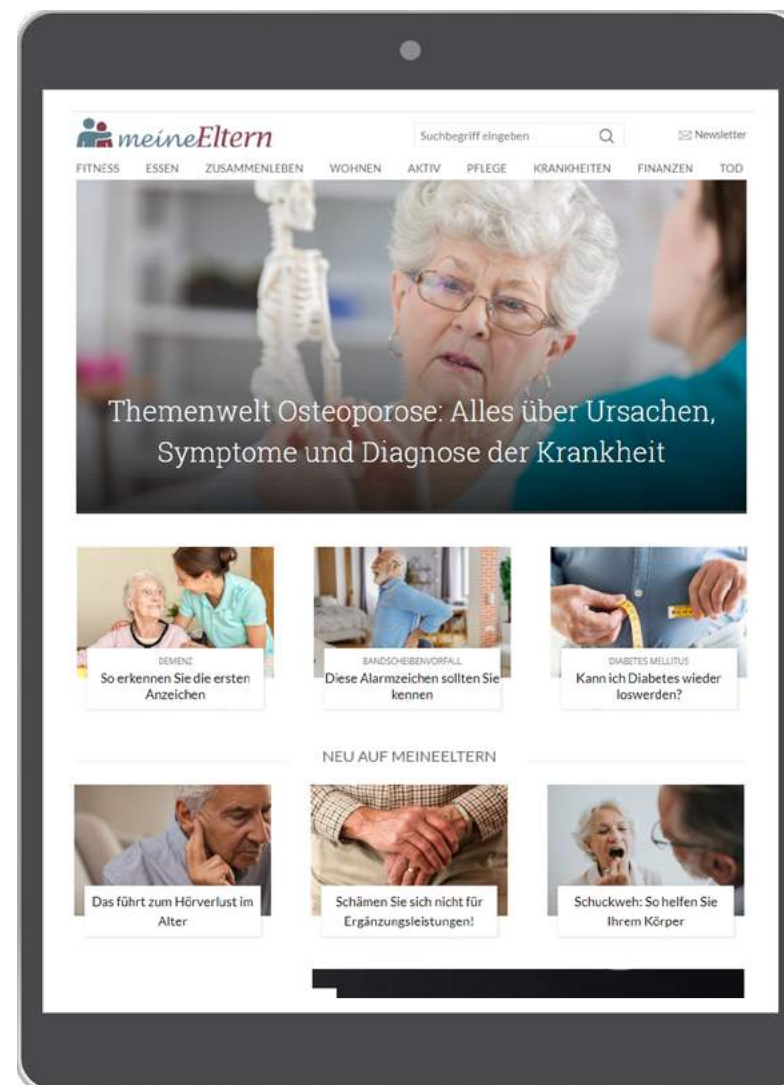 meineEltern
Suchbegriff eingeben
Newsletter
FITNESS ESSEN ZUSAMMENLEBEN WOHNEN AKTIV PFLEGE KRANKHEITEN FINANZEN TOD
Themenwelt Osteoporose: Alles über Ursachen,
Symptome und Diagnose der Krankheit
DEMENZ
So erkennen Sie die ersten
Anzeichen
BANDSCHEIBENVORFALL
Diese Alarmzeichen sollten Sie
kennen
DIABETES MELLITUS
Kann ich Diabetes wieder
loswerden?
NEU AUF MEINEELTERN
Das führt zum Hörverlust im
Alter
Schämen Sie sich nicht für
Ergänzungsleistungen!
Schuckweh: So helfen Sie
Ihrem Körper